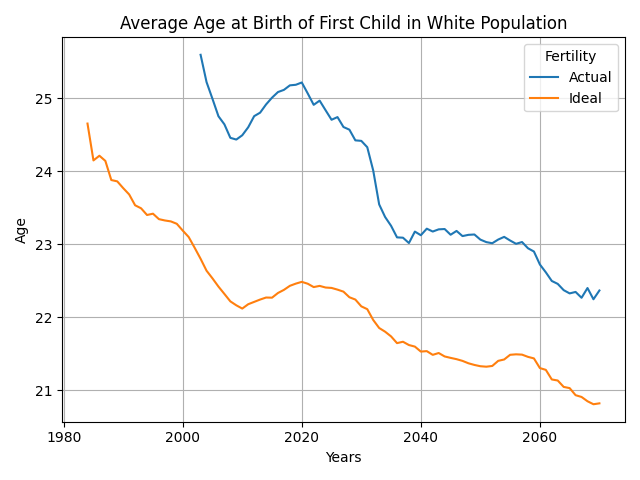 Average Age at Birth of First Child in White Population
Fertility
Actual
Ideal
Age
25
24
23
22
21
1980
2000
2020
2040
2060
Years